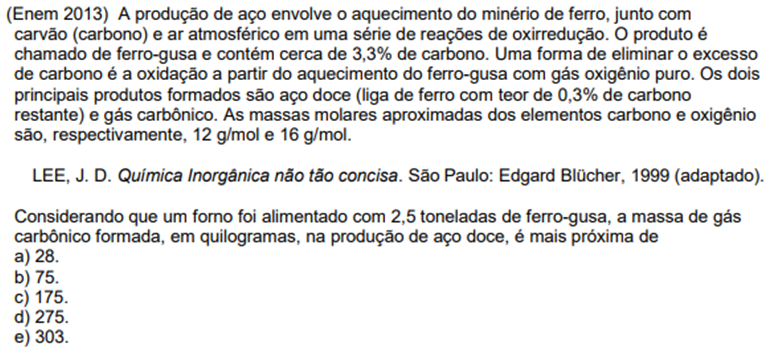 (Enem 2013)  A produção de aço envolve o aquecimento do minério de ferro, junto com
carvão (carbono) e ar atmosférico em uma série de reações de oxirredução. O produto é
chamado de ferro-gusa e contém cerca de 3,3% de carbono. Uma forma de eliminar o excesso
de carbono é a oxidação a partir do aquecimento do ferro-gusa com gás oxigênio puro. Os dois
principais produtos formados são aço doce (liga de ferro com teor de 0,3% de carbono
restante) e gás carbônico. As massas molares aproximadas dos elementos carbono e oxigênio
são, respectivamente, 12 g/mol e 16 g/mol.
LEE, J. D. Química Inorgânica não tão concisa. São Paulo: Edgard Blücher, 1999 (adaptado).
Considerando que um forno foi alimentado com 2,5 toneladas de ferro-gusa, a massa de gás
carbônico formada, em quilogramas, na produção de aço doce, é mais próxima de
a) 28.
b) 75.
c) 175.
d) 275.
e) 303.